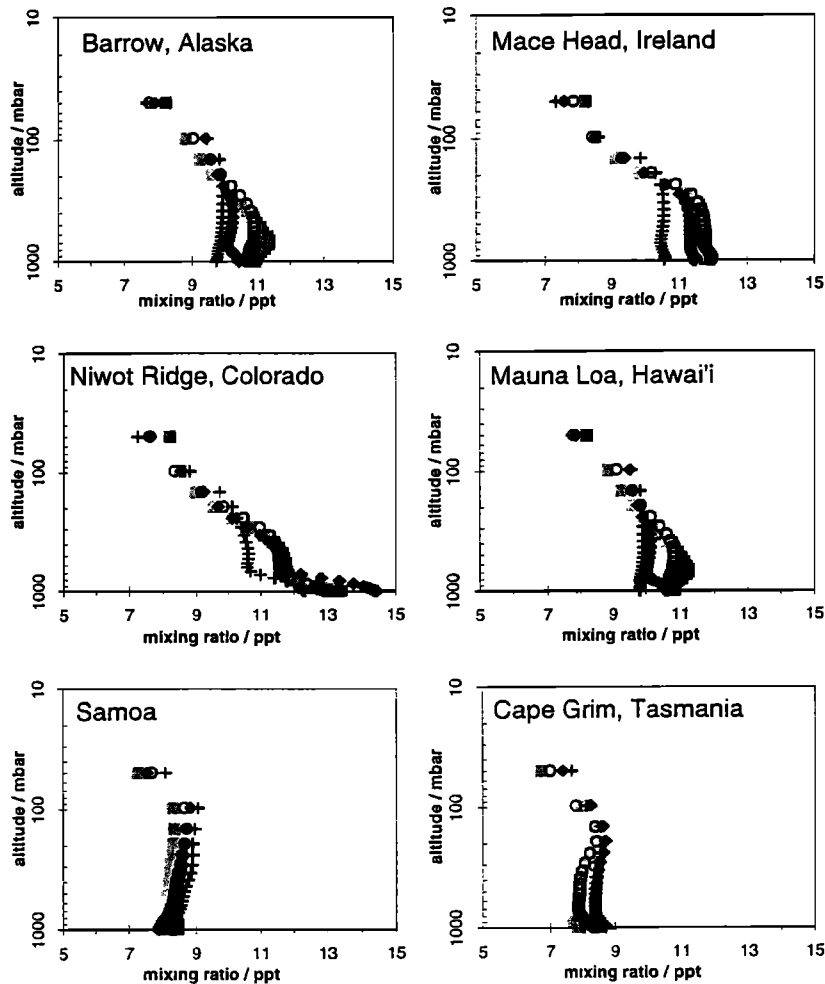 Barrow, Alaska
altitude / mbar
10
100
1000
5 7 9 11 13 15
mixing ratio / ppt
Mace Head, Ireland
altitude / mbar
10
100
1000
5 7 9 11 13 15
mixing ratio / ppt
Niwot Ridge, Colorado
altitude / mbar
10
100
1000
5 7 9 11 13 15
mixing ratio / ppt
Mauna Loa, Hawai'i
altitude / mbar
10
100
1000
5 7 9 11 13 15
mixing ratio / ppt
Samoa
altitude / mbar
10
100
1000
5 7 9 11 13 15
mixing ratio / ppt
Cape Grim, Tasmania
altitude / mbar
10
100
1000
5 7 9 11 13 15
mixing ratio / ppt